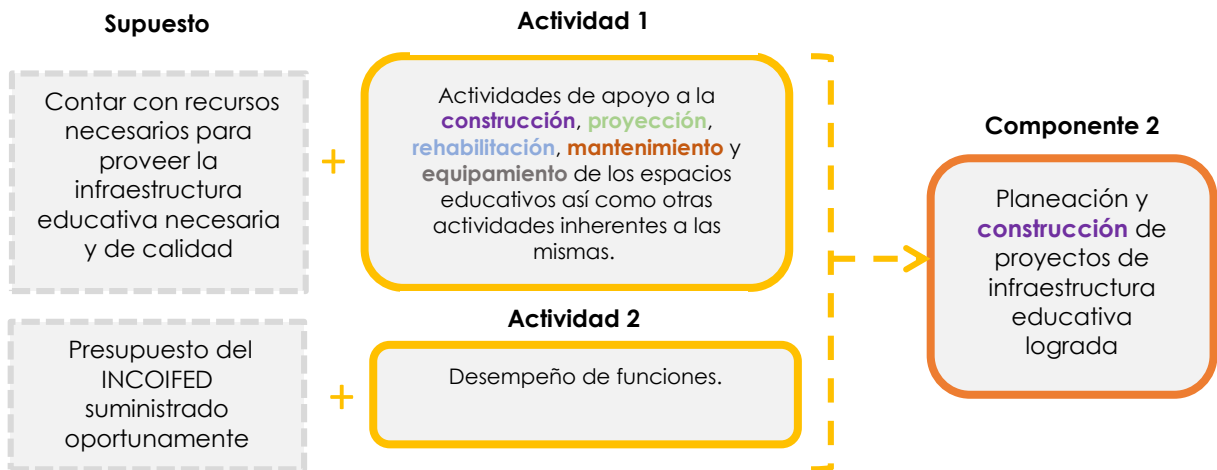 Supuesto
Contar con recursos
necesarios para
proveer la
infraestructura
educativa necesaria
y de calidad
+
Actividad 1
Actividades de apoyo a la
construcción, proyección,
rehabilitación, mantenimiento y
equipamiento de los espacios
educativos así como otras
actividades inherentes a las
mismas.
Presupuesto del
INCOIFED
suministrado
oportunamente
+
Actividad 2
Desempeño de funciones.
Componente 2
Planeación y
construcción de
proyectos de
infraestructura
educativa
lograda